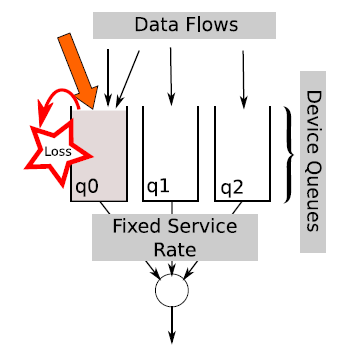 Data Flows
Loss
q0
q1
q2
Device Queues
Fixed Service
Rate